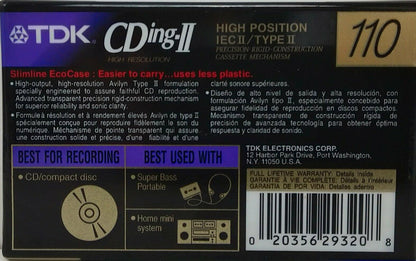 TDK
CDing-II
HIGH RESOLUTION
HIGH POSITION
IECII/TYPE II
PRECISION RIGID-CONSTRUCTION
CASSETTE MECHANISM
110
Slimline EcoCase : Easier to carry...uses less plastic.
• High-output, high-resolution Avilyn Type II formulation
specially engineered to assure faithful CD reproduction.
Advanced transparent precision rigid-construction mechanism
for superior reliability and sonic clarity.
• Formule à résolution et à rendement élevés Avilyn de type II
spécialement conçue pour reproduire fidèlement le son du
numérique. Mécanisme de pointe transparent qui assure
une construction solide et précise, d'une fiabilité et d'une
clarté sonore supérieures.
• Diseño de alto nivel de salida y alta resolución, con
formulación Avilyn tipo II, especialmente concebido para
asegurar fidelidad de reproducción en discos compactos.
Mecanismo transparente de construcción rígida de
precisión de avanzada tecnología para obtener óptima
respuesta y claridad de sonido.
BEST FOR RECORDING
• CD/compact disc
BEST USED WITH
• Super Bass
Portable
• Home mini
system
TDK ELECTRONICS CORP.
12 Harbor Park Drive, Port Washington,
N.Y. 11050 U.S.A.
FULL LIFETIME WARRANTY: Details Inside
GARANTIE À VIE COMPLÈTE: Détails à l'intérieur
GARANTIA DE POR VIDA: Detalles adentro
0 20356 29320 8